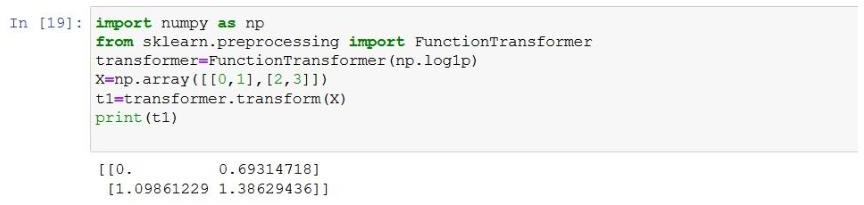 In [19]: import numpy as np
from sklearn.preprocessing import FunctionTransformer
transformer=FunctionTransformer(np.log1p)
X=np.array([[0,1],[2,3]])
t1=transformer.transform(X)
print(t1)
[[0.         0.69314718]
 [1.09861229 1.38629436]]